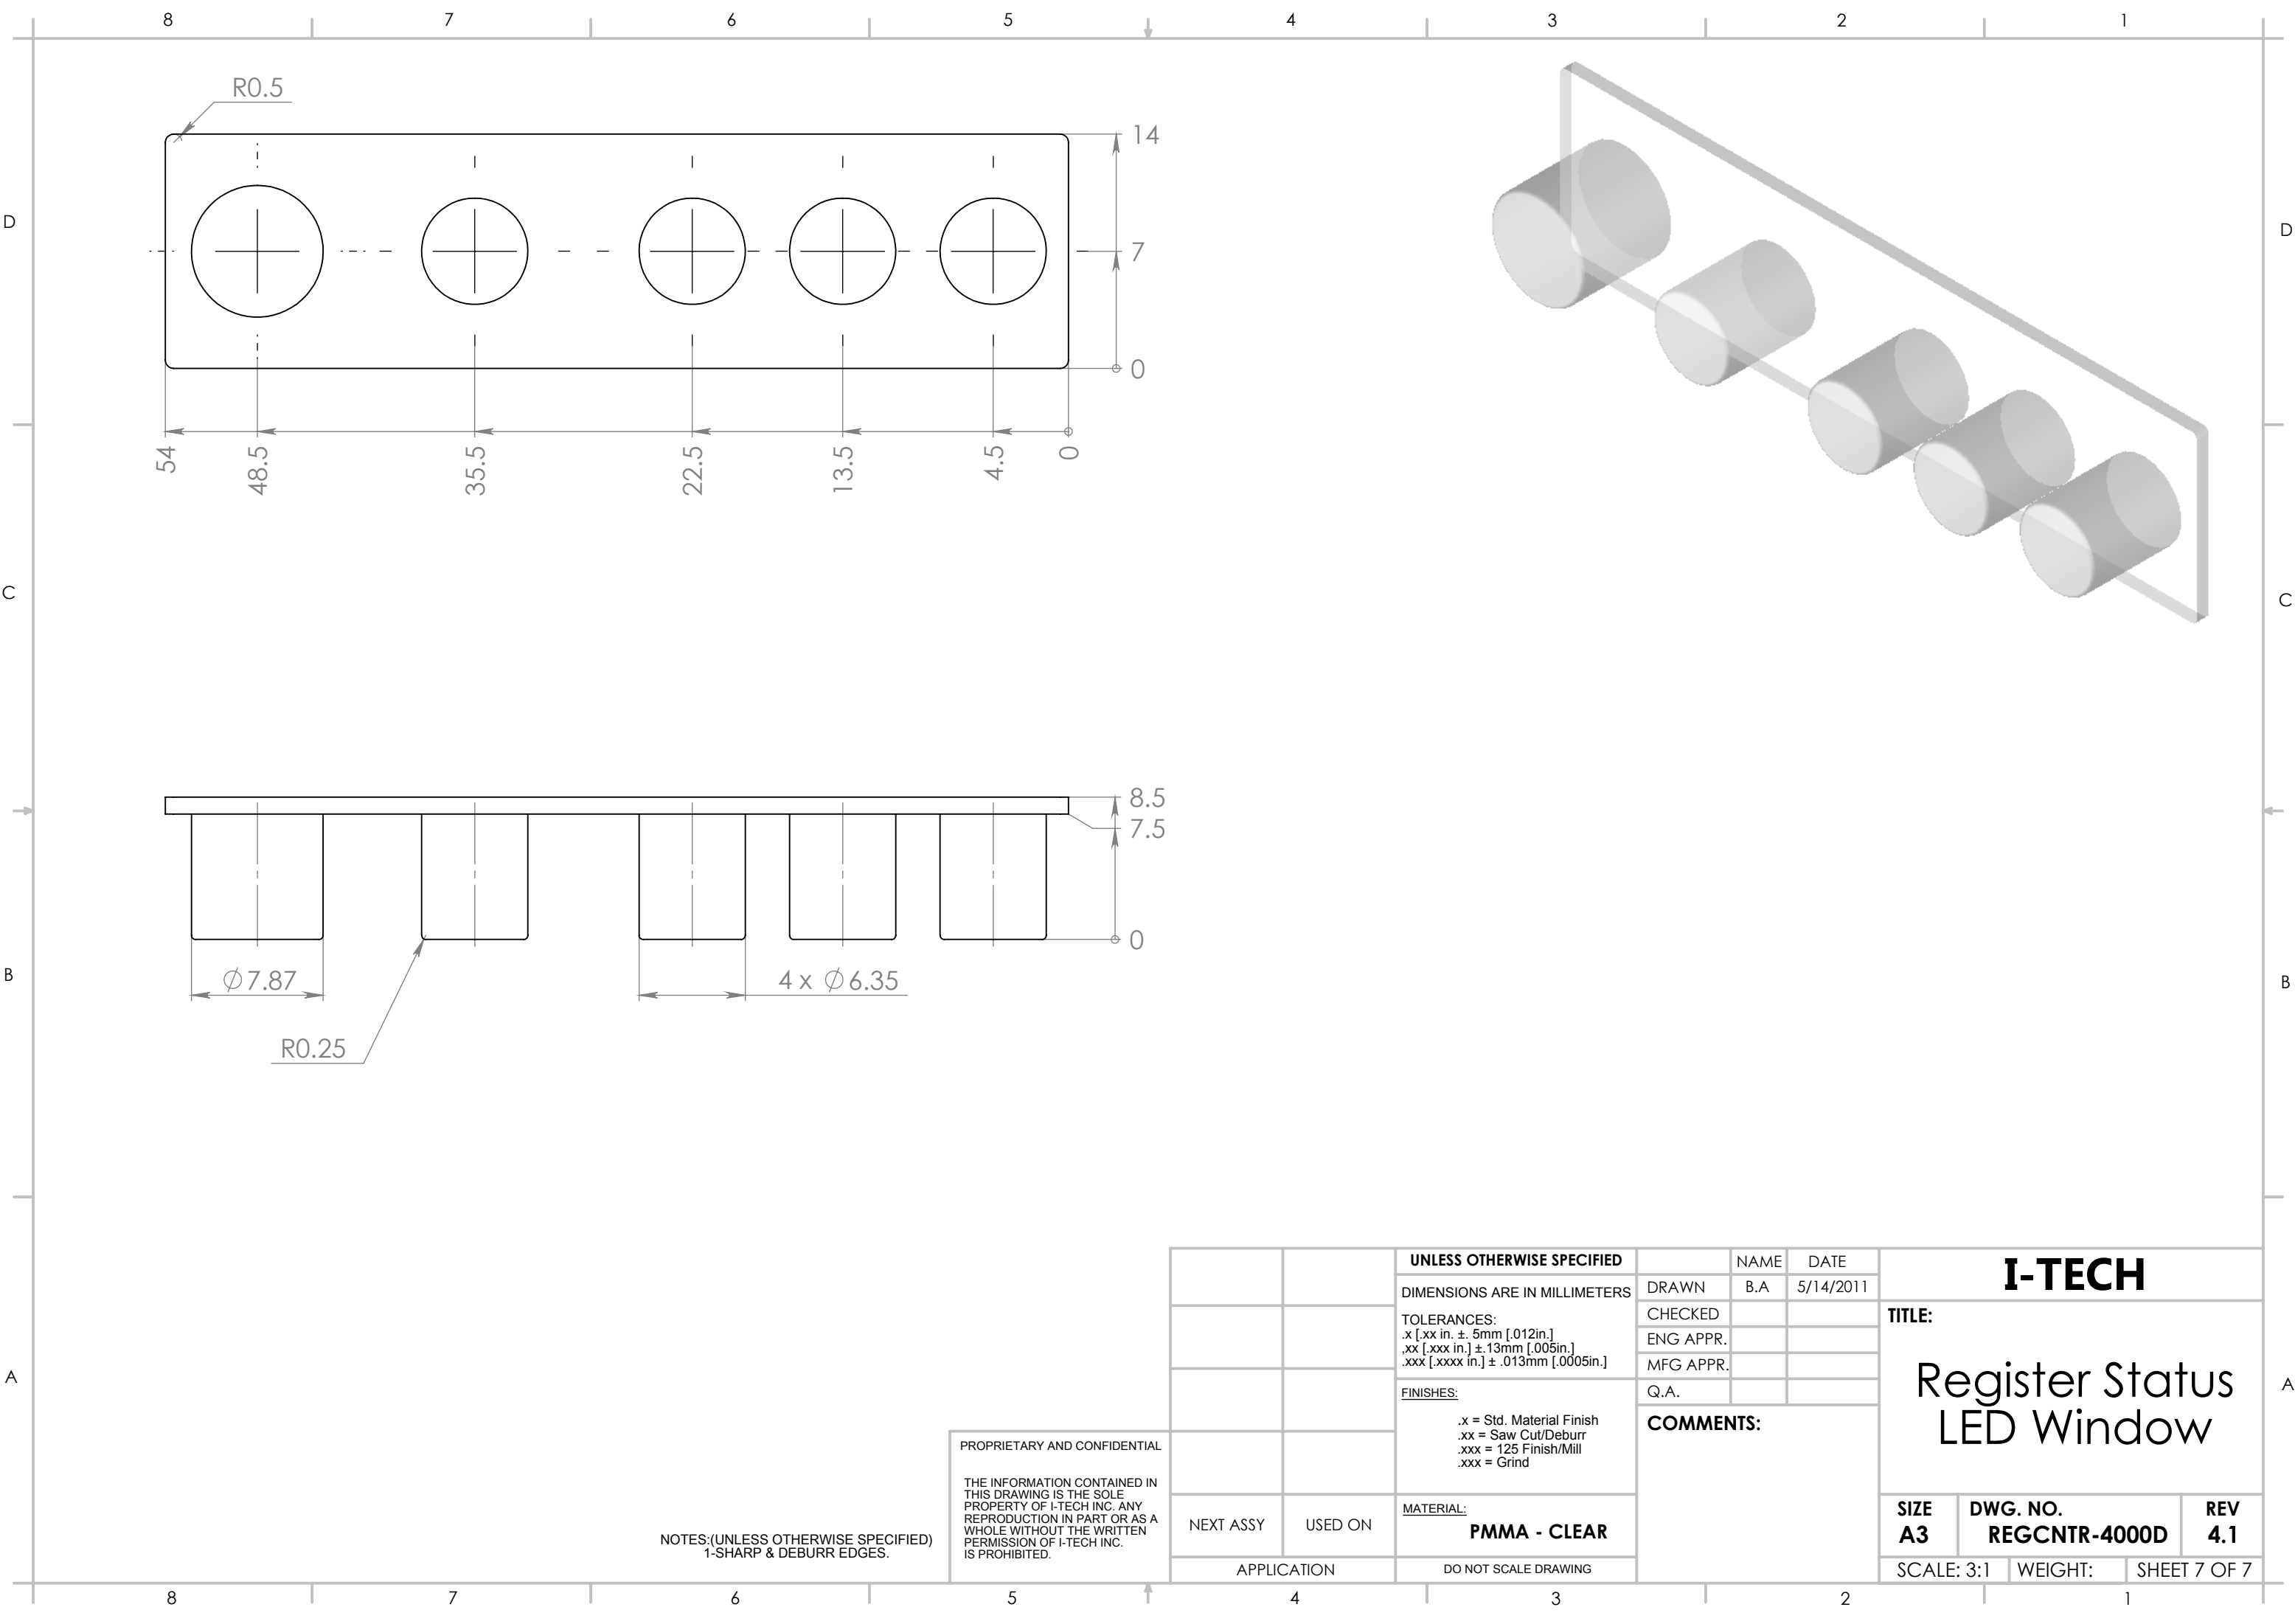 8 7 6 5 4 3 2 1
D D
C C
B B
A A
R0.5
14
7
0
54 48.5 35.5 22.5 13.5 4.5 0
8.5
7.5
0
⌀7.87
4 x ⌀6.35
R0.25
NOTES:(UNLESS OTHERWISE SPECIFIED)
1-SHARP & DEBURR EDGES.
PROPRIETARY AND CONFIDENTIAL
THE INFORMATION CONTAINED IN
THIS DRAWING IS THE SOLE
PROPERTY OF I-TECH INC. ANY
REPRODUCTION IN PART OR AS A
WHOLE WITHOUT THE WRITTEN
PERMISSION OF I-TECH INC.
IS PROHIBITED.
NEXT ASSY USED ON
APPLICATION
UNLESS OTHERWISE SPECIFIED
DIMENSIONS ARE IN MILLIMETERS
TOLERANCES:
.x [.xx in. ±. 5mm [.012in.]
,xx [.xxx in.] ±.13mm [.005in.]
.xxx [.xxxx in.] ± .013mm [.0005in.]
FINISHES:
.x = Std. Material Finish
.xx = Saw Cut/Deburr
.xxx = 125 Finish/Mill
.xxx = Grind
MATERIAL:
PMMA - CLEAR
DO NOT SCALE DRAWING
NAME DATE
DRAWN B.A 5/14/2011
CHECKED
ENG APPR.
MFG APPR.
Q.A.
COMMENTS:
I-TECH
TITLE:
Register Status
LED Window
SIZE DWG. NO. REV
A3 REGCNTR-4000D 4.1
SCALE: 3:1 WEIGHT: SHEET 7 OF 7
8 7 6 5 4 3 2 1